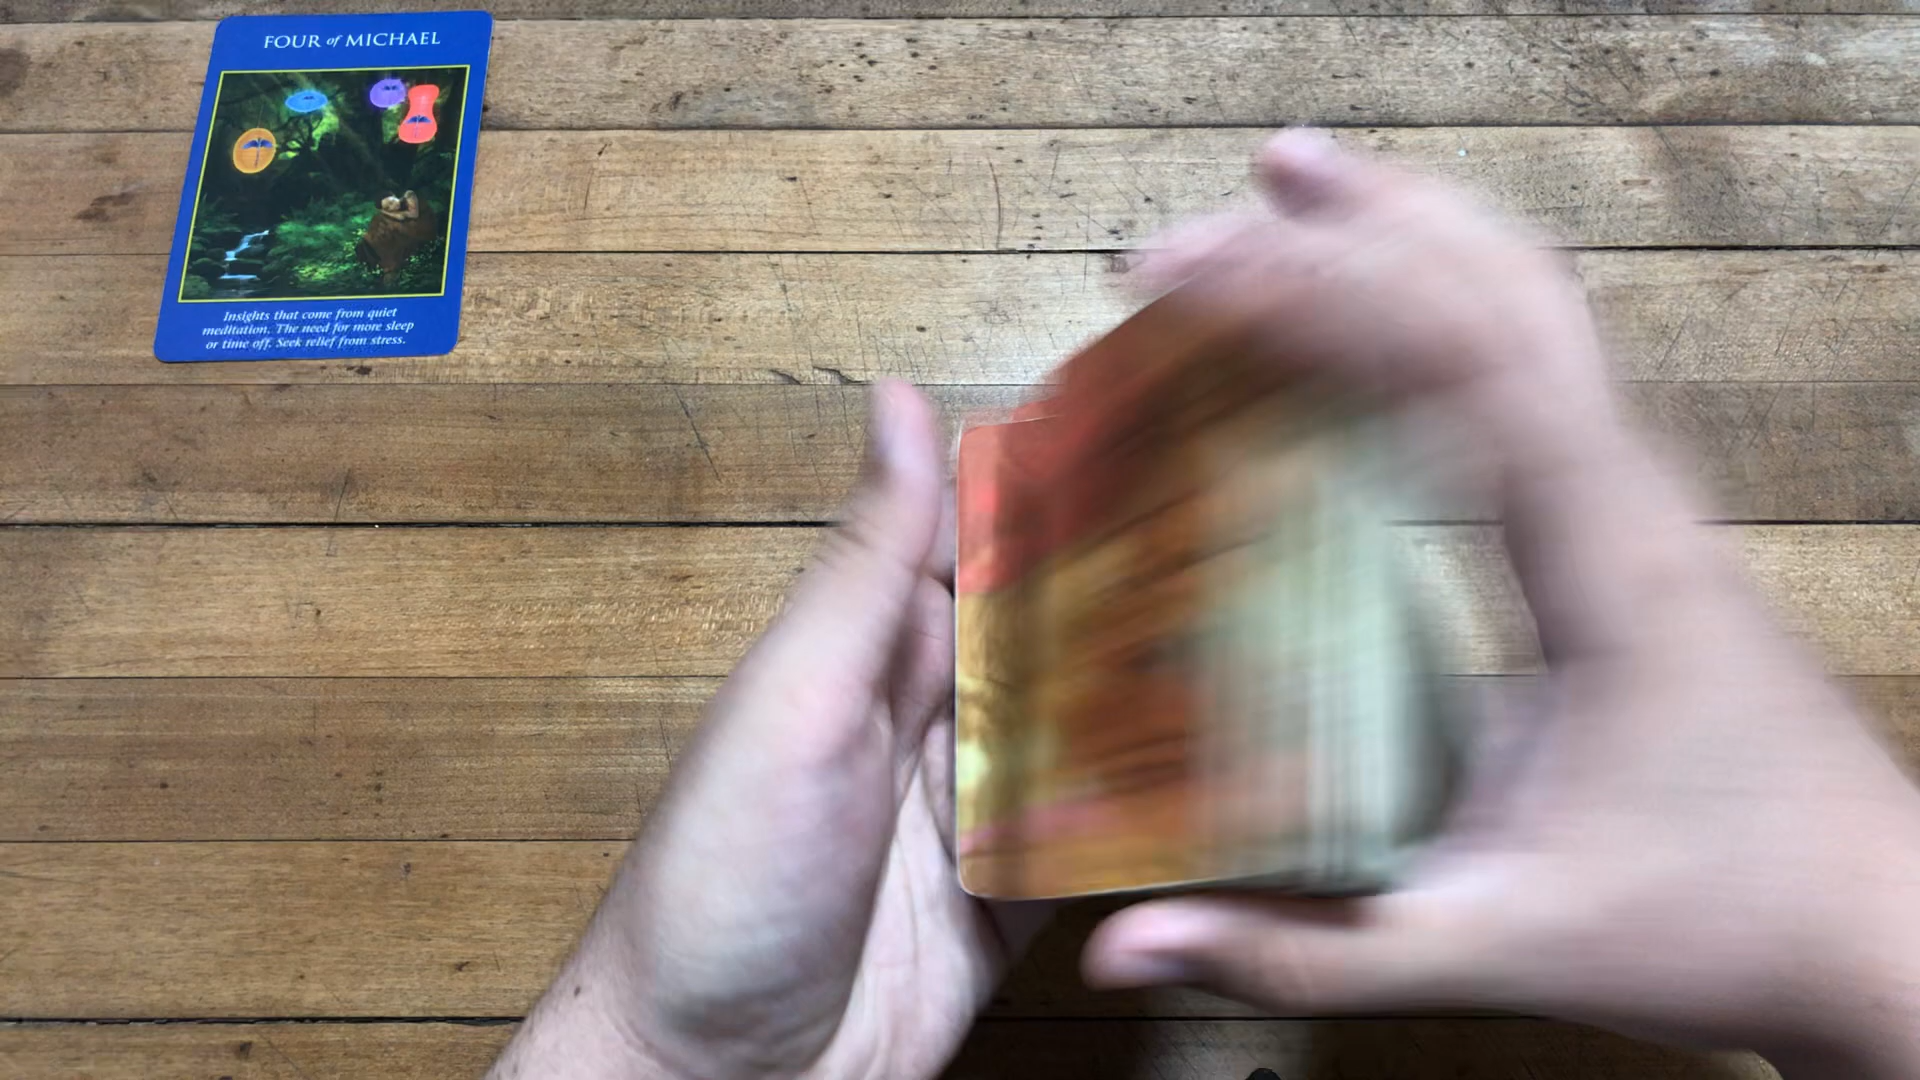 FOUR of MICHAEL
Insights that come from quiet
meditation. The need for more sleep
or time off. Seek relief from stress.